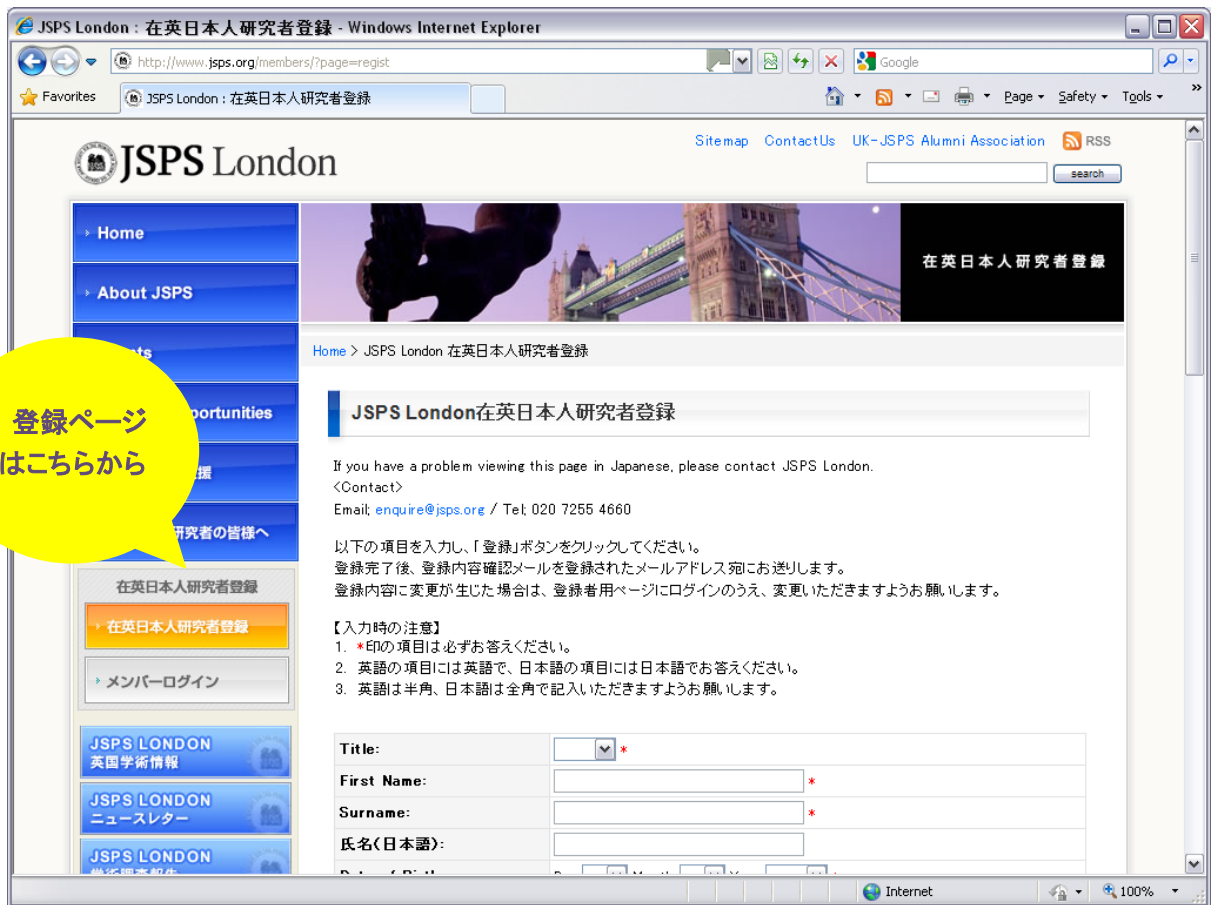 JSPS London : 在英日本人研究者登録 - Windows Internet Explorer
http://www.jsps.org/members/?page=regist
Google
Favorites
JSPS London : 在英日本人研究者登録
Page
Safety
Tools
»
Sitemap ContactUs UK-JSPS Alumni Association RSS
JSPS London
search
Home
About JSPS
在英日本人研究者登録
Home > JSPS London 在英日本人研究者登録
登録ページ
はこちらから
portunities
援
研究者の皆様へ
在英日本人研究者登録
在英日本人研究者登録
メンバーログイン
JSPS LONDON
英国学術情報
JSPS LONDON
ニュースレター
JSPS LONDON
JSPS London在英日本人研究者登録
If you have a problem viewing this page in Japanese, please contact JSPS London.
<Contact>
Email; enquire@jsps.org / Tel; 020 7255 4660
以下の項目を入力し、「登録」ボタンをクリックしてください。
登録完了後、登録内容確認メールを登録されたメールアドレス宛にお送りします。
登録内容に変更が生じた場合は、登録者用ページにログインのうえ、変更いただきますようお願いします。
【入力時の注意】
1. *印の項目は必ずお答えください。
2. 英語の項目には英語で、日本語の項目には日本語でお答えください。
3. 英語は半角、日本語は全角で記入いただきますようお願いします。
Title: *
First Name: *
Surname: *
氏名(日本語):
Internet
100%